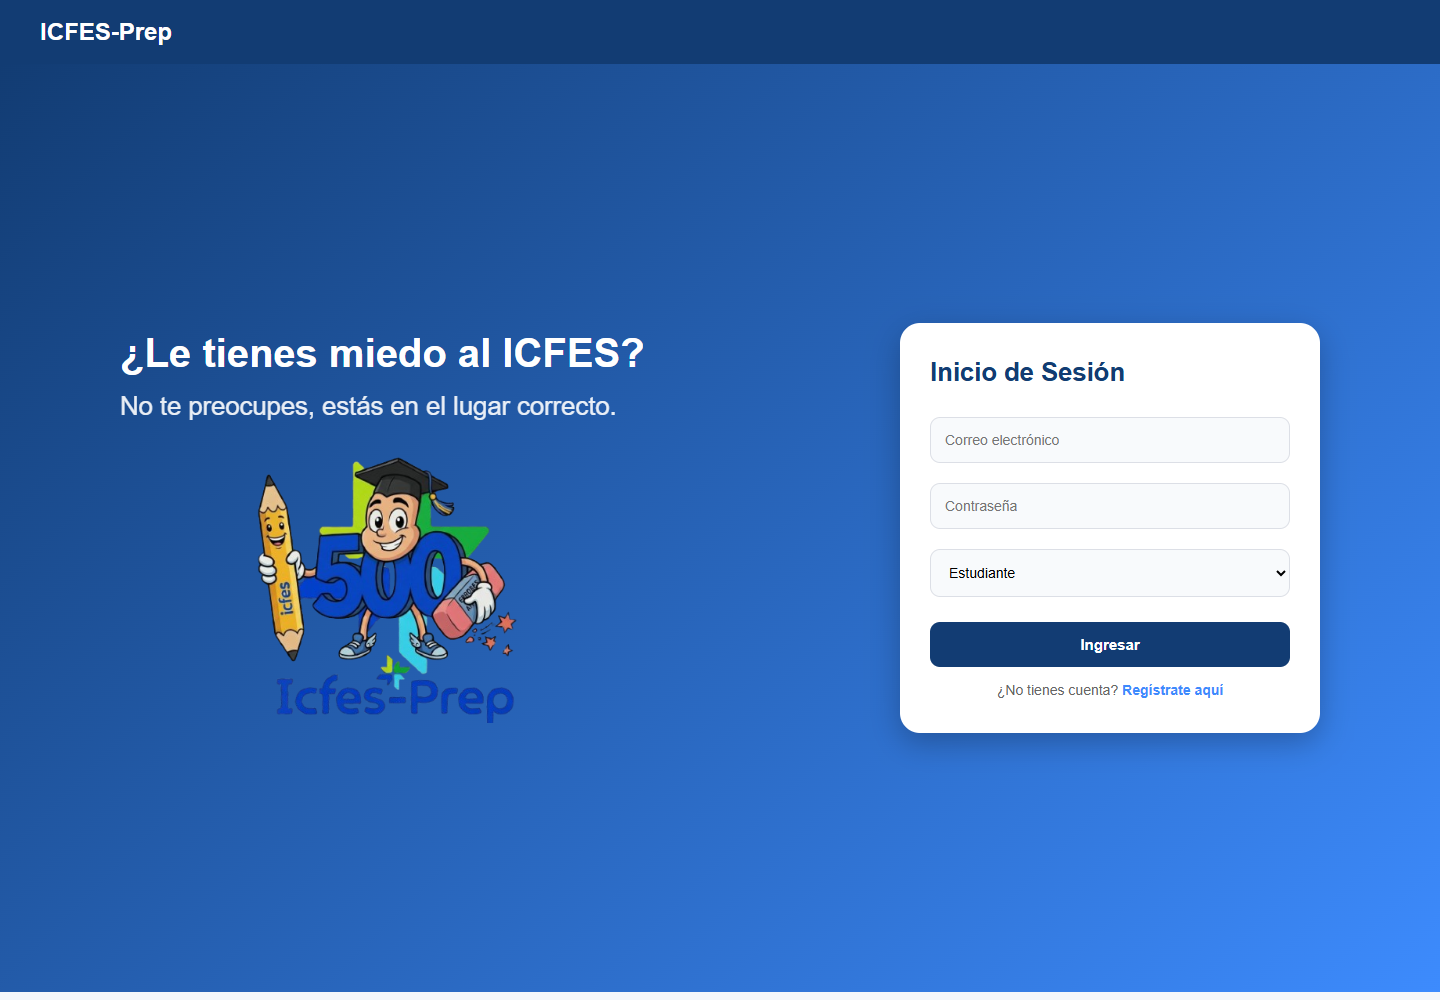 ICFES-Prep
¿Le tienes miedo al ICFES?
No te preocupes, estás en el lugar correcto.
500
icfes
Icfes-Prep
Inicio de Sesión
Correo electrónico
Contraseña
Estudiante
Ingresar
¿No tienes cuenta? Regístrate aquí